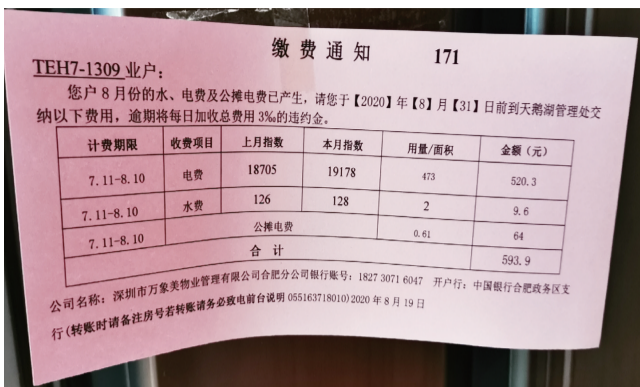 缴费通知 171
TEH7-1309 业户：
您户 8 月份的水、电费及公摊电费已产生，请您于【2020】年【8】月【31】日前到天鹅湖管理处交
纳以下费用，逾期将每日加收总费用 3‰的违约金。
计费期限 收费项目 上月指数 本月指数 用量/面积 金额（元）
7.11-8.10 电费 18705 19178 473 520.3
7.11-8.10 水费 126 128 2 9.6
7.11-8.10 公摊电费 0.61 64
合 计 593.9
公司名称：深圳市万象美物业管理有限公司合肥分公司银行账号：1827 3071 6047 开户行：中国银行合肥政务区支
行(转账时请备注房号若转账请务必致电前台说明 055163718010)2020 年 8 月 19 日